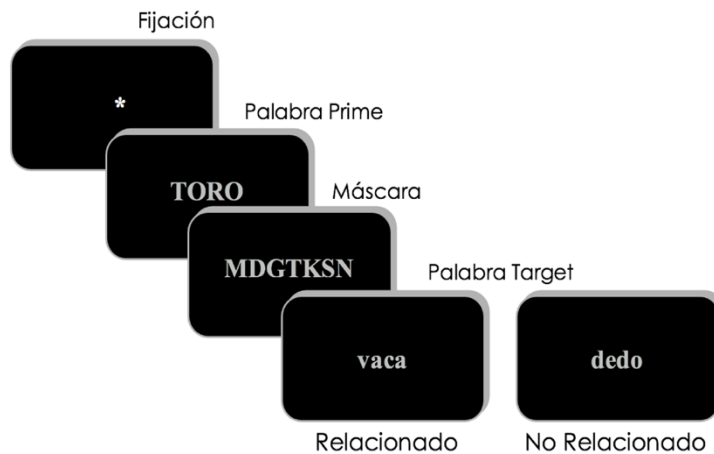 Fijación
*
Palabra Prime
TORO
Máscara
MDGTKSN
Palabra Target
vaca
dedo
Relacionado
No Relacionado